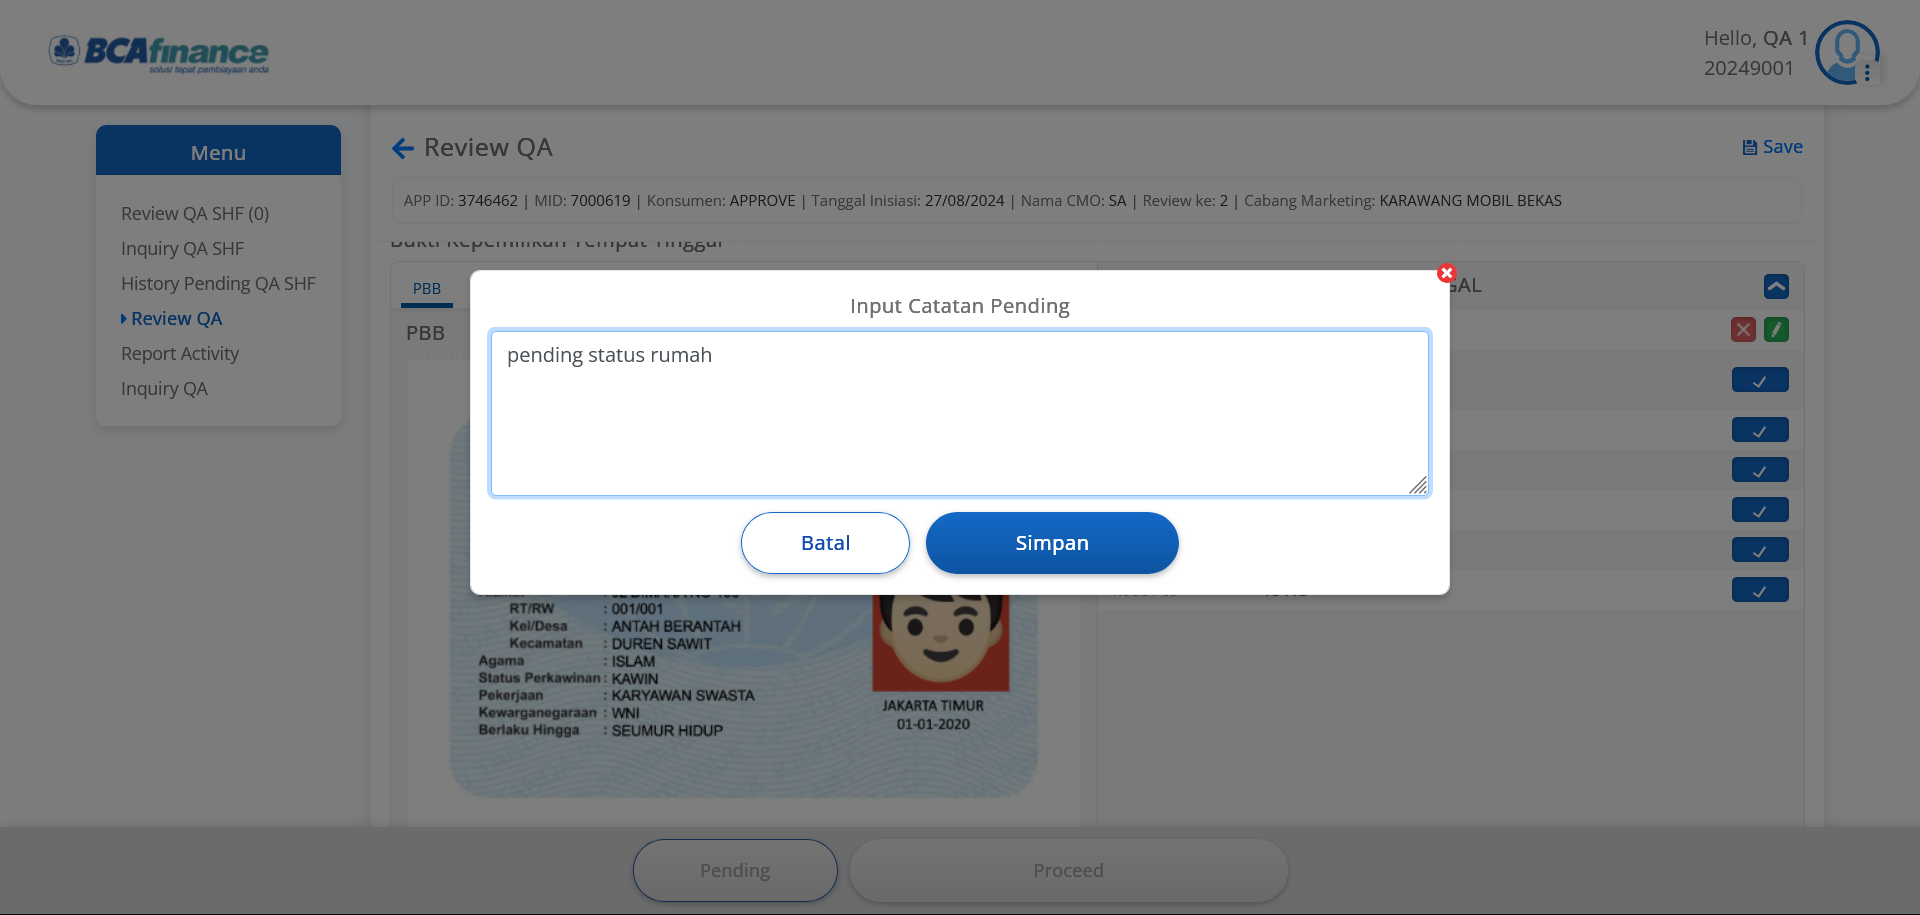 BCAfinance
solusi tepat pembiayaan anda
Hello, QA 1
20249001
Menu
Review QA SHF (0)
Inquiry QA SHF
History Pending QA SHF
Review QA
Report Activity
Inquiry QA
Review QA
Save
APP ID: 3746462 | MID: 7000619 | Konsumen: APPROVE | Tanggal Inisiasi: 27/08/2024 | Nama CMO: SA | Review ke: 2 | Cabang Marketing: KARAWANG MOBIL BEKAS
Bukti Kepemilikan Tempat Tinggal
PBB
GAL
PBB
Input Catatan Pending
pending status rumah
Batal
Simpan
RT/RW : 001/001
Kel/Desa : ANTAH BERANTAH
Kecamatan : DUREN SAWIT
Agama : ISLAM
Status Perkawinan : KAWIN
Pekerjaan : KARYAWAN SWASTA
Kewarganegaraan : WNI
Berlaku Hingga : SEUMUR HIDUP
JAKARTA TIMUR
01-01-2020
Pending
Proceed